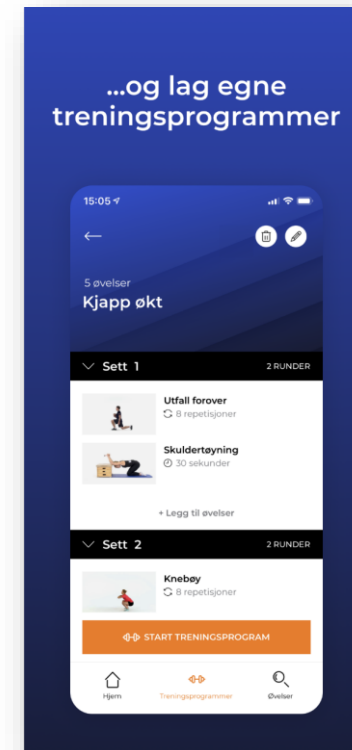 ...og lag egne
treningsprogrammer
15:05
5 øvelser
Kjapp økt
Sett 1 2 RUNDER
Utfall forover
8 repetisjoner
Skuldertøyning
30 sekunder
+ Legg til øvelser
Sett 2 2 RUNDER
Knebøy
8 repetisjoner
START TRENINGSPROGRAM
Hjem Treningsprogrammer Øvelser